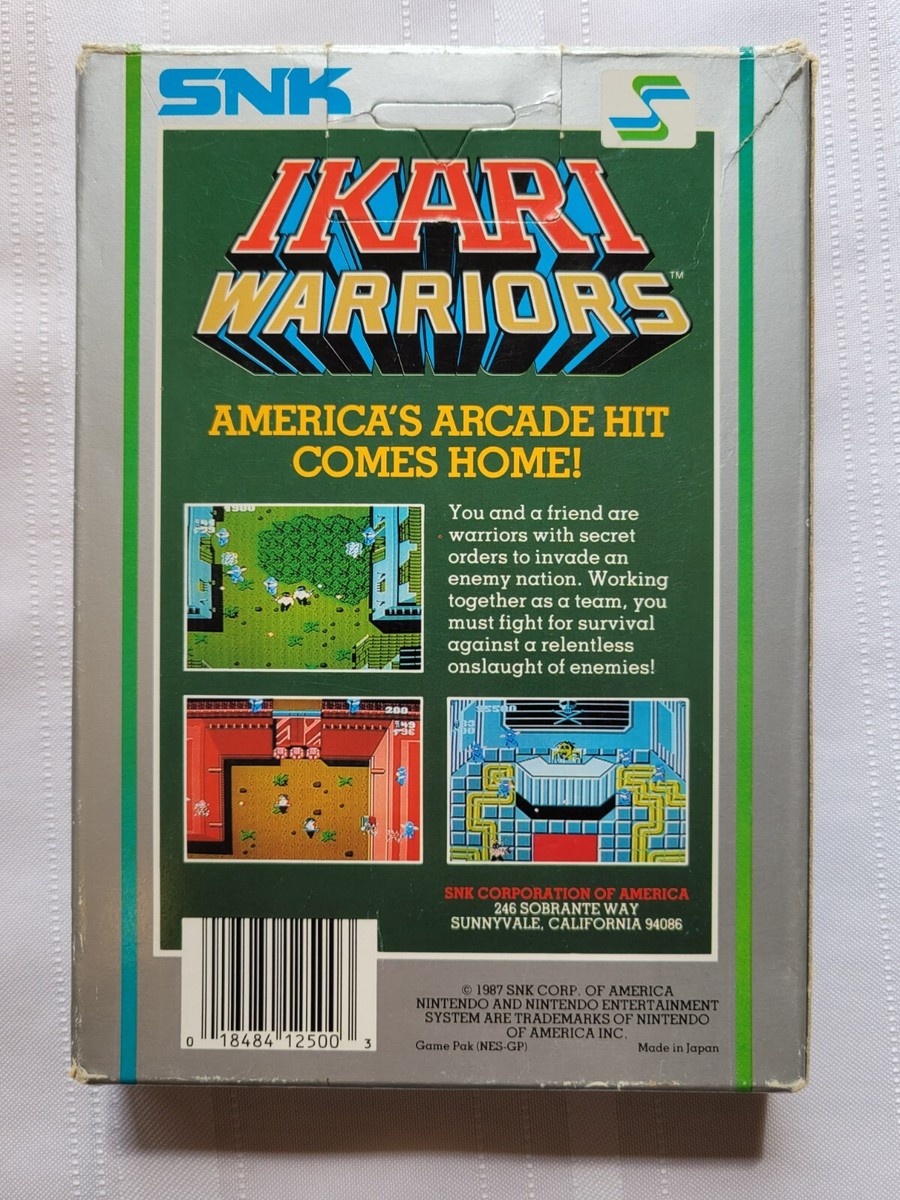 SNK
IKARI
WARRIORS™
AMERICA'S ARCADE HIT
COMES HOME!
You and a friend are
warriors with secret
orders to invade an
enemy nation. Working
together as a team, you
must fight for survival
against a relentless
onslaught of enemies!
200
SNK CORPORATION OF AMERICA
246 SOBRANTE WAY
SUNNYVALE, CALIFORNIA 94086
0 18484 12500 3
© 1987 SNK CORP. OF AMERICA
NINTENDO AND NINTENDO ENTERTAINMENT
SYSTEM ARE TRADEMARKS OF NINTENDO
OF AMERICA INC.
Game Pak (NES-GP)
Made in Japan